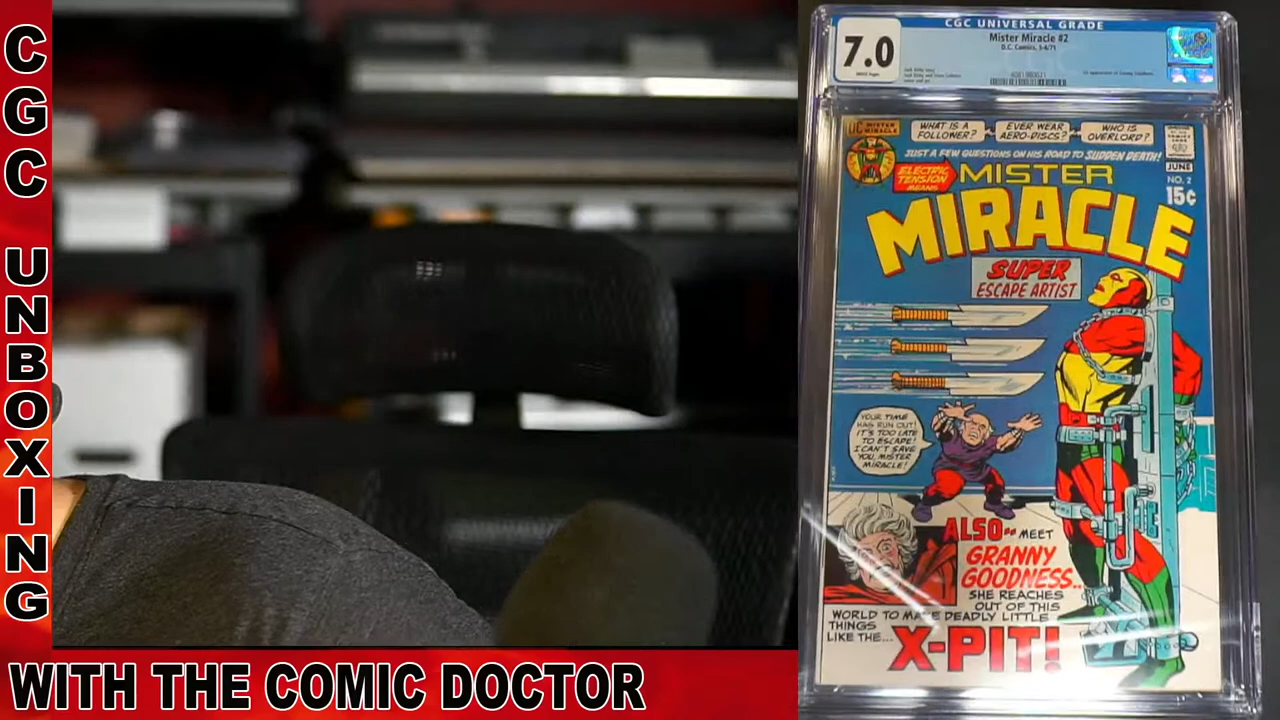 CGC UNBOXING
WITH THE COMIC DOCTOR
CGC UNIVERSAL GRADE
7.0
WHITE Pages
Mister Miracle #2
D.C. Comics, 5-6/71
DC MISTER
MIRACLE
WHAT IS A
FOLLOWER?
EVER WEAR
AERO-DISCS?
WHO IS
OVERLORD?
JUST A FEW QUESTIONS ON HIS ROAD TO SUDDEN DEATH!
JUNE
NO. 2
15¢
ELECTRIC
TENSION
MEANS
MISTER
MIRACLE
SUPER
ESCAPE ARTIST
YOUR TIME
HAS RUN OUT!
IT'S TOO LATE
TO ESCAPE!
I CAN'T SAVE
YOU, MISTER
MIRACLE!
ALSO-- MEET
GRANNY
GOODNESS..
SHE REACHES
OUT OF THIS
WORLD TO MAKE DEADLY LITTLE
THINGS
LIKE THE...
X-PIT!